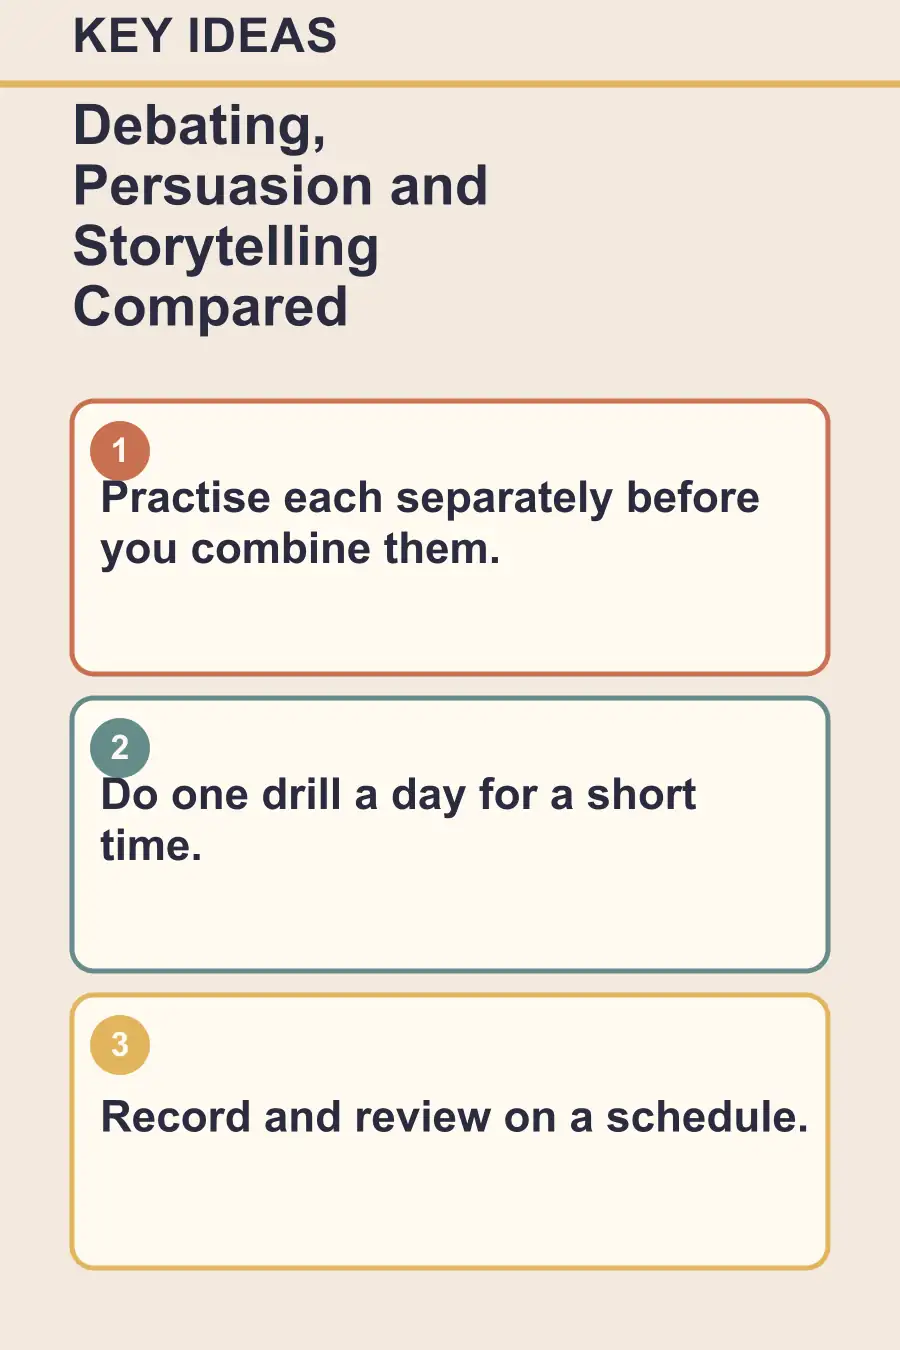 KEY IDEAS
Debating,
Persuasion and
Storytelling
Compared
1
Practise each separately before
you combine them.
2
Do one drill a day for a short
time.
3
Record and review on a schedule.